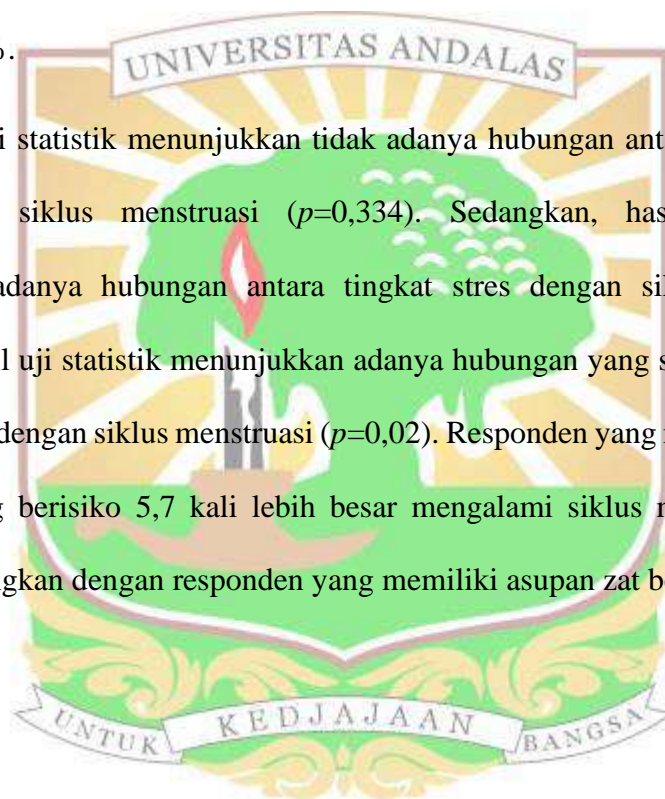 %.
UNIVERSITAS ANDALAS
i statistik menunjukkan tidak adanya hubungan ant
siklus menstruasi (p=0,334). Sedangkan, has
adanya hubungan antara tingkat stres dengan si
l uji statistik menunjukkan adanya hubungan yang s
dengan siklus menstruasi (p=0,02). Responden yang
g berisiko 5,7 kali lebih besar mengalami siklus
ngkan dengan responden yang memiliki asupan zat b
UNTUK KEDJAJAAN BANGSA